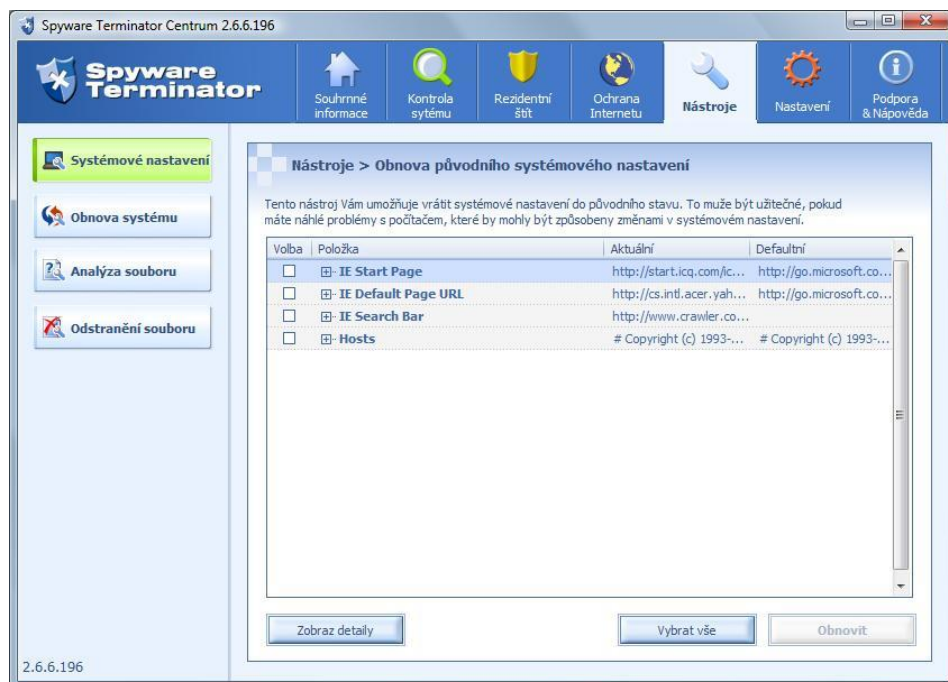 Spyware Terminator Centrum 2.6.6.196
Spyware
Terminator
Souhrnné
informace
Kontrola
sytému
Rezidentní
štít
Ochrana
Internetu
Nástroje
Nastavení
Podpora
& Nápověda
Systémové nastavení
Obnova systému
Analýza souboru
Odstranění souboru
Nástroje > Obnova původního systémového nastavení
Tento nástroj Vám umožňuje vrátit systémové nastavení do původního stavu. To muže být užitečné, pokud
máte náhlé problémy s počítačem, které by mohly být způsobeny změnami v systémovém nastavení.
Volba Položka Aktuální Defaultní
IE Start Page http://start.icq.com/ic... http://go.microsoft.co...
IE Default Page URL http://cs.intl.acer.yah... http://go.microsoft.co...
IE Search Bar http://www.crawler.co...
Hosts # Copyright (c) 1993-... # Copyright (c) 1993-...
Zobraz detaily Vybrat vše Obnovit
2.6.6.196